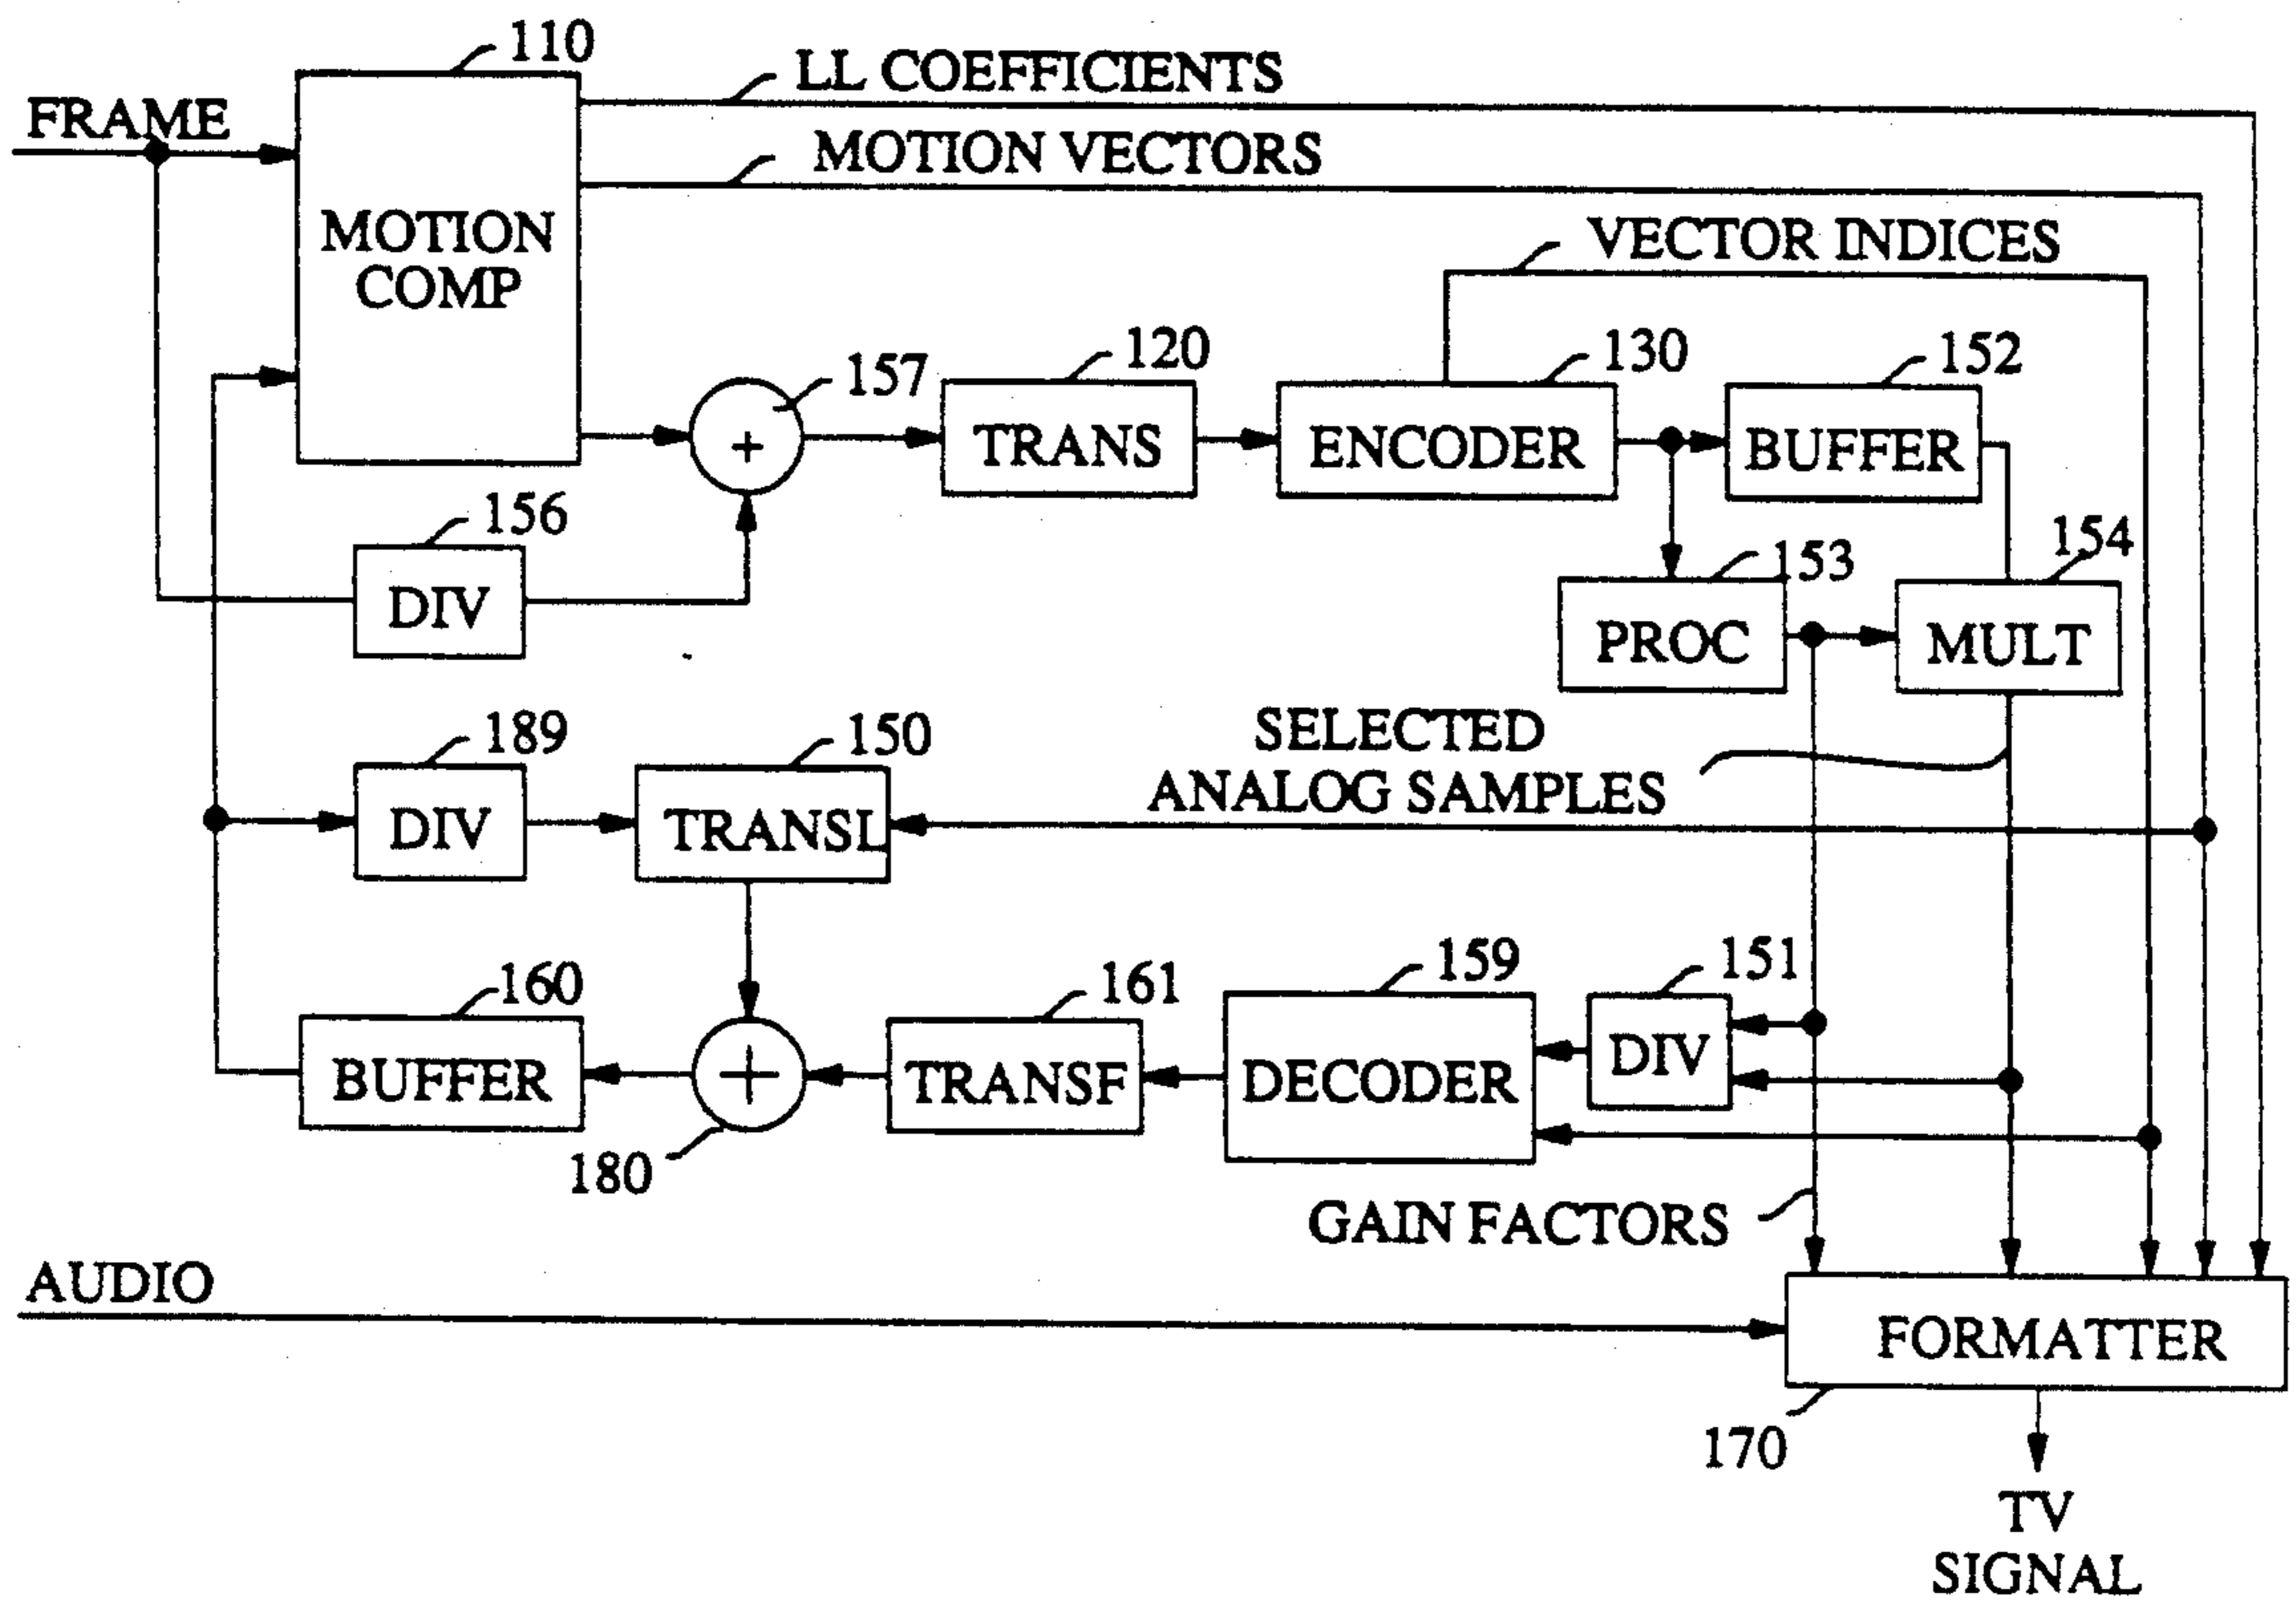 110
LL COEFFICIENTS
FRAME
MOTION VECTORS
MOTION
COMP
VECTOR INDICES
157
120
130
152
+
TRANS
ENCODER
BUFFER
156
DIV
153
154
PROC
MULT
189
150
SELECTED
ANALOG SAMPLES
DIV
TRANSL
160
161
159
151
BUFFER
+
TRANSF
DECODER
DIV
180
GAIN FACTORS
AUDIO
FORMATTER
170
TV
SIGNAL